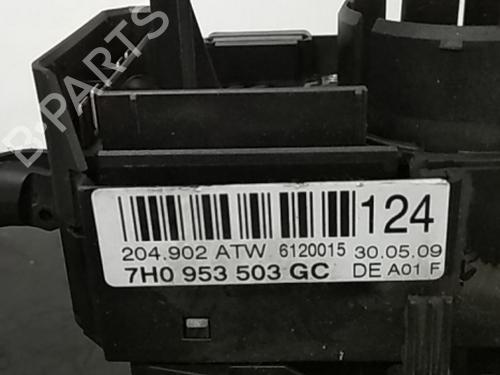 B-PARTS
124
204.902 ATW 6120015 30.05.09
7H0 953 503 GC DE A01 F